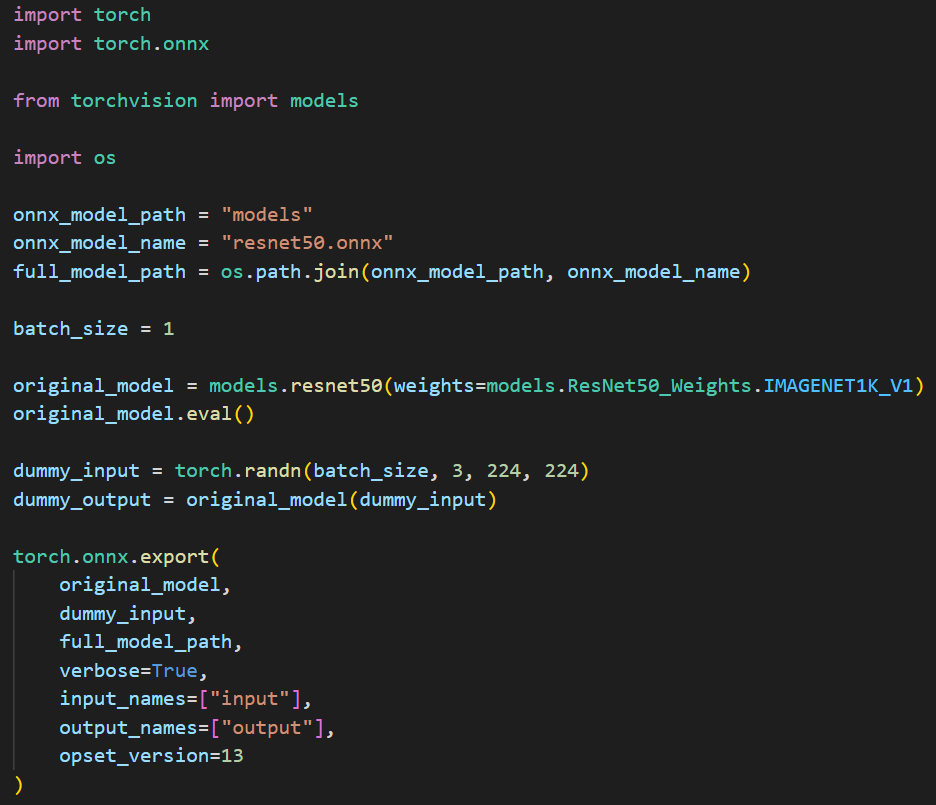 import torch
import torch.onnx
from torchvision import models
import os
onnx_model_path = "models"
onnx_model_name = "resnet50.onnx"
full_model_path = os.path.join(onnx_model_path, onnx_model_name)
batch_size = 1
original_model = models.resnet50(weights=models.ResNet50_Weights.IMAGENET1K_V1)
original_model.eval()
dummy_input = torch.randn(batch_size, 3, 224, 224)
dummy_output = original_model(dummy_input)
torch.onnx.export(
    original_model,
    dummy_input,
    full_model_path,
    verbose=True,
    input_names=["input"],
    output_names=["output"],
    opset_version=13
)